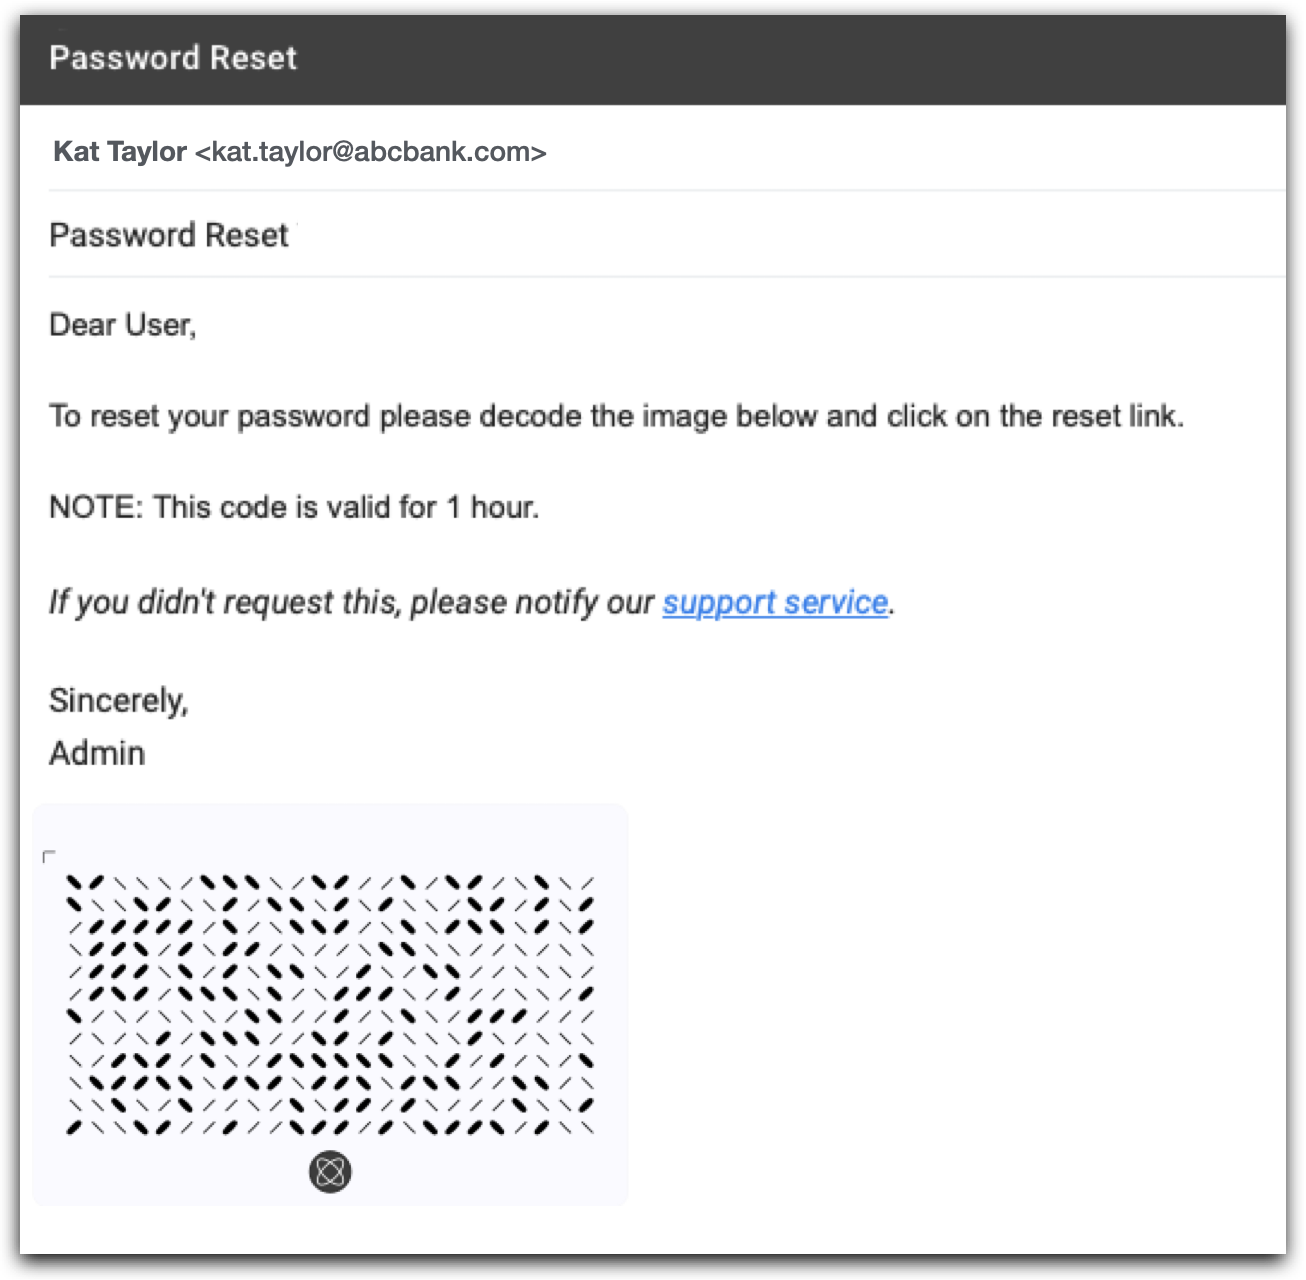 Password Reset
Kat Taylor <kat.taylor@abcbank.com>
Password Reset
Dear User,
To reset your password please decode the image below and click on the reset link.
NOTE: This code is valid for 1 hour.
If you didn't request this, please notify our support service.
Sincerely,
Admin